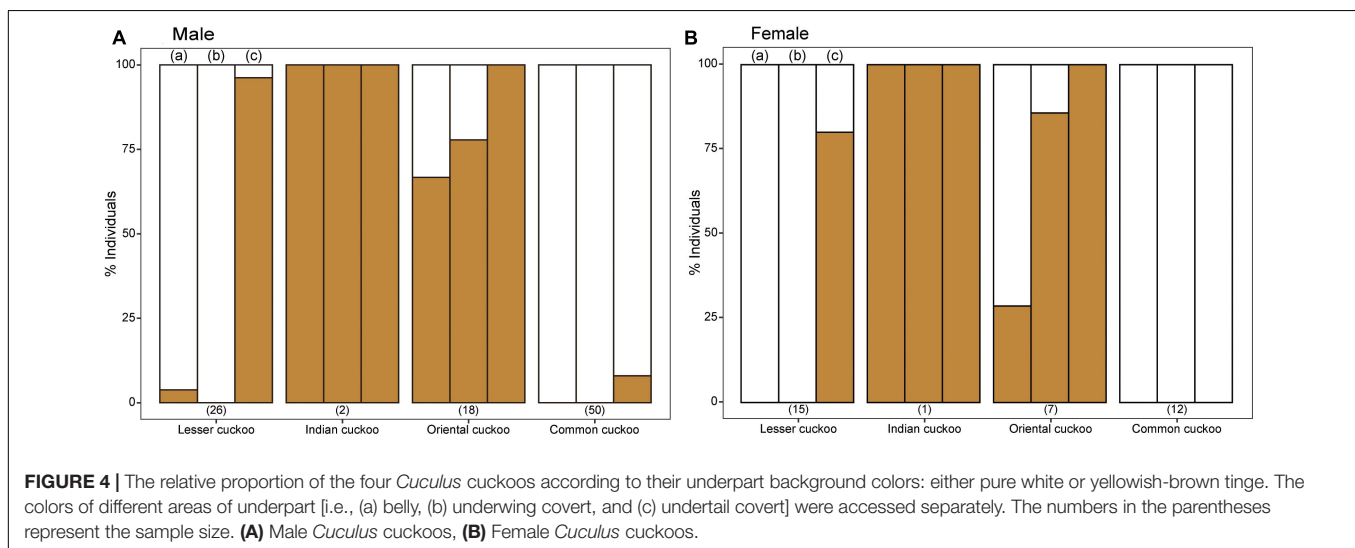 A Male
(a) (b) (c)
100
75
50
25
0
% Individuals
(26) (2) (18) (50)
Lesser cuckoo Indian cuckoo Oriental cuckoo Common cuckoo
B Female
(a) (b) (c)
100
75
50
25
0
% Individuals
(15) (1) (7) (12)
Lesser cuckoo Indian cuckoo Oriental cuckoo Common cuckoo
FIGURE 4 | The relative proportion of the four Cuculus cuckoos according to their underpart background colors: either pure white or yellowish-brown tinge. The
colors of different areas of underpart [i.e., (a) belly, (b) underwing covert, and (c) undertail covert] were accessed separately. The numbers in the parentheses
represent the sample size. (A) Male Cuculus cuckoos, (B) Female Cuculus cuckoos.